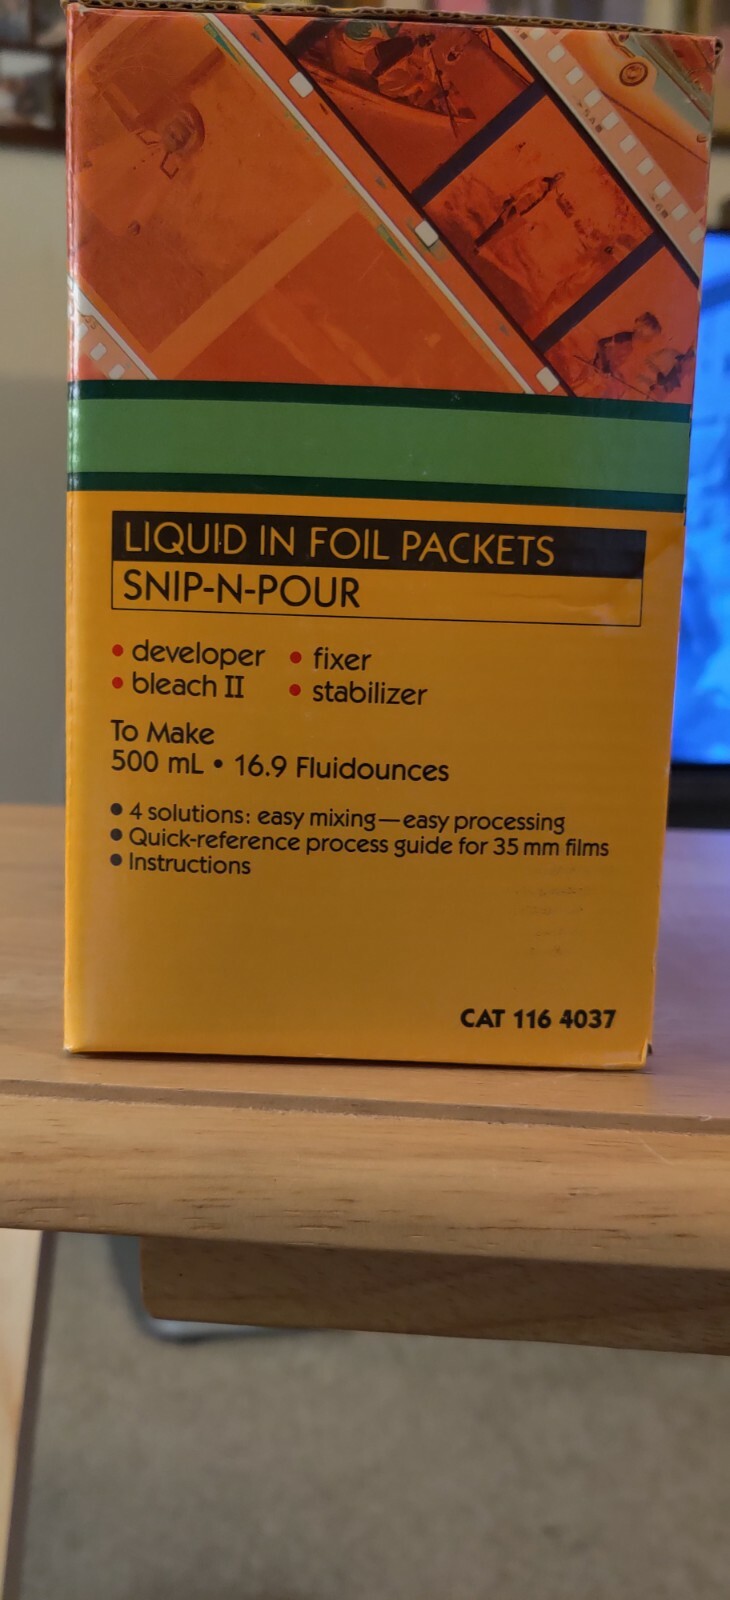 LIQUID IN FOIL PACKETS
SNIP-N-POUR
• developer • fixer
• bleach II • stabilizer
To Make
500 mL • 16.9 Fluidounces
• 4 solutions: easy mixing—easy processing
• Quick-reference process guide for 35 mm films
• Instructions
CAT 116 4037